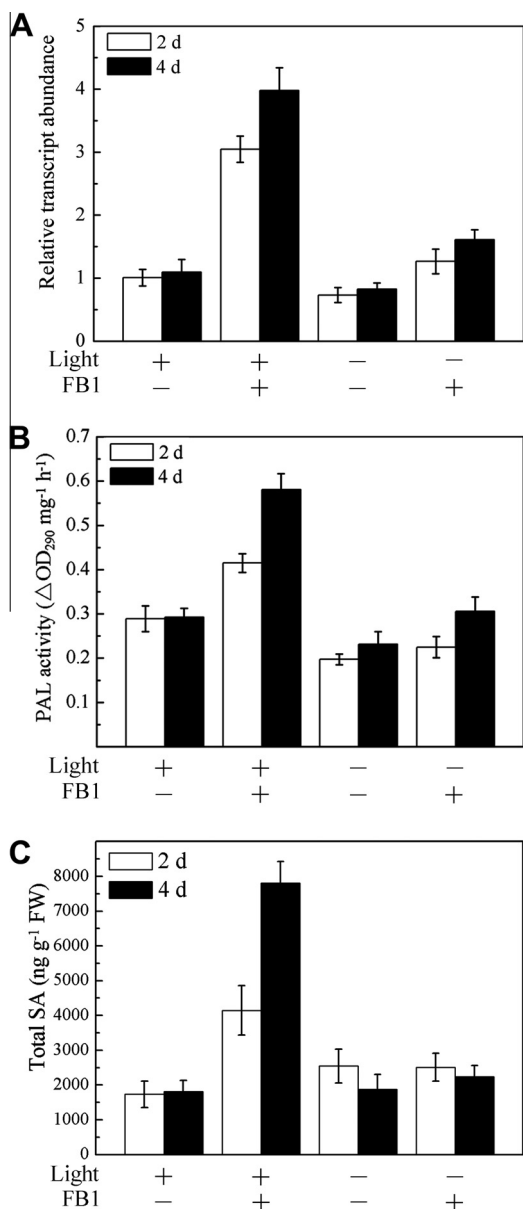 A
Relative transcript abundance
5
4
3
2
1
0
2 d
4 d
Light + + — —
FB1 — + — +
B
PAL activity (△OD290 mg-1 h-1)
0.7
0.6
0.5
0.4
0.3
0.2
0.1
2 d
4 d
Light + + — —
FB1 — + — +
C
Total SA (ng g-1 FW)
8000
7000
6000
5000
4000
3000
2000
1000
0
2 d
4 d
Light + + — —
FB1 — + — +